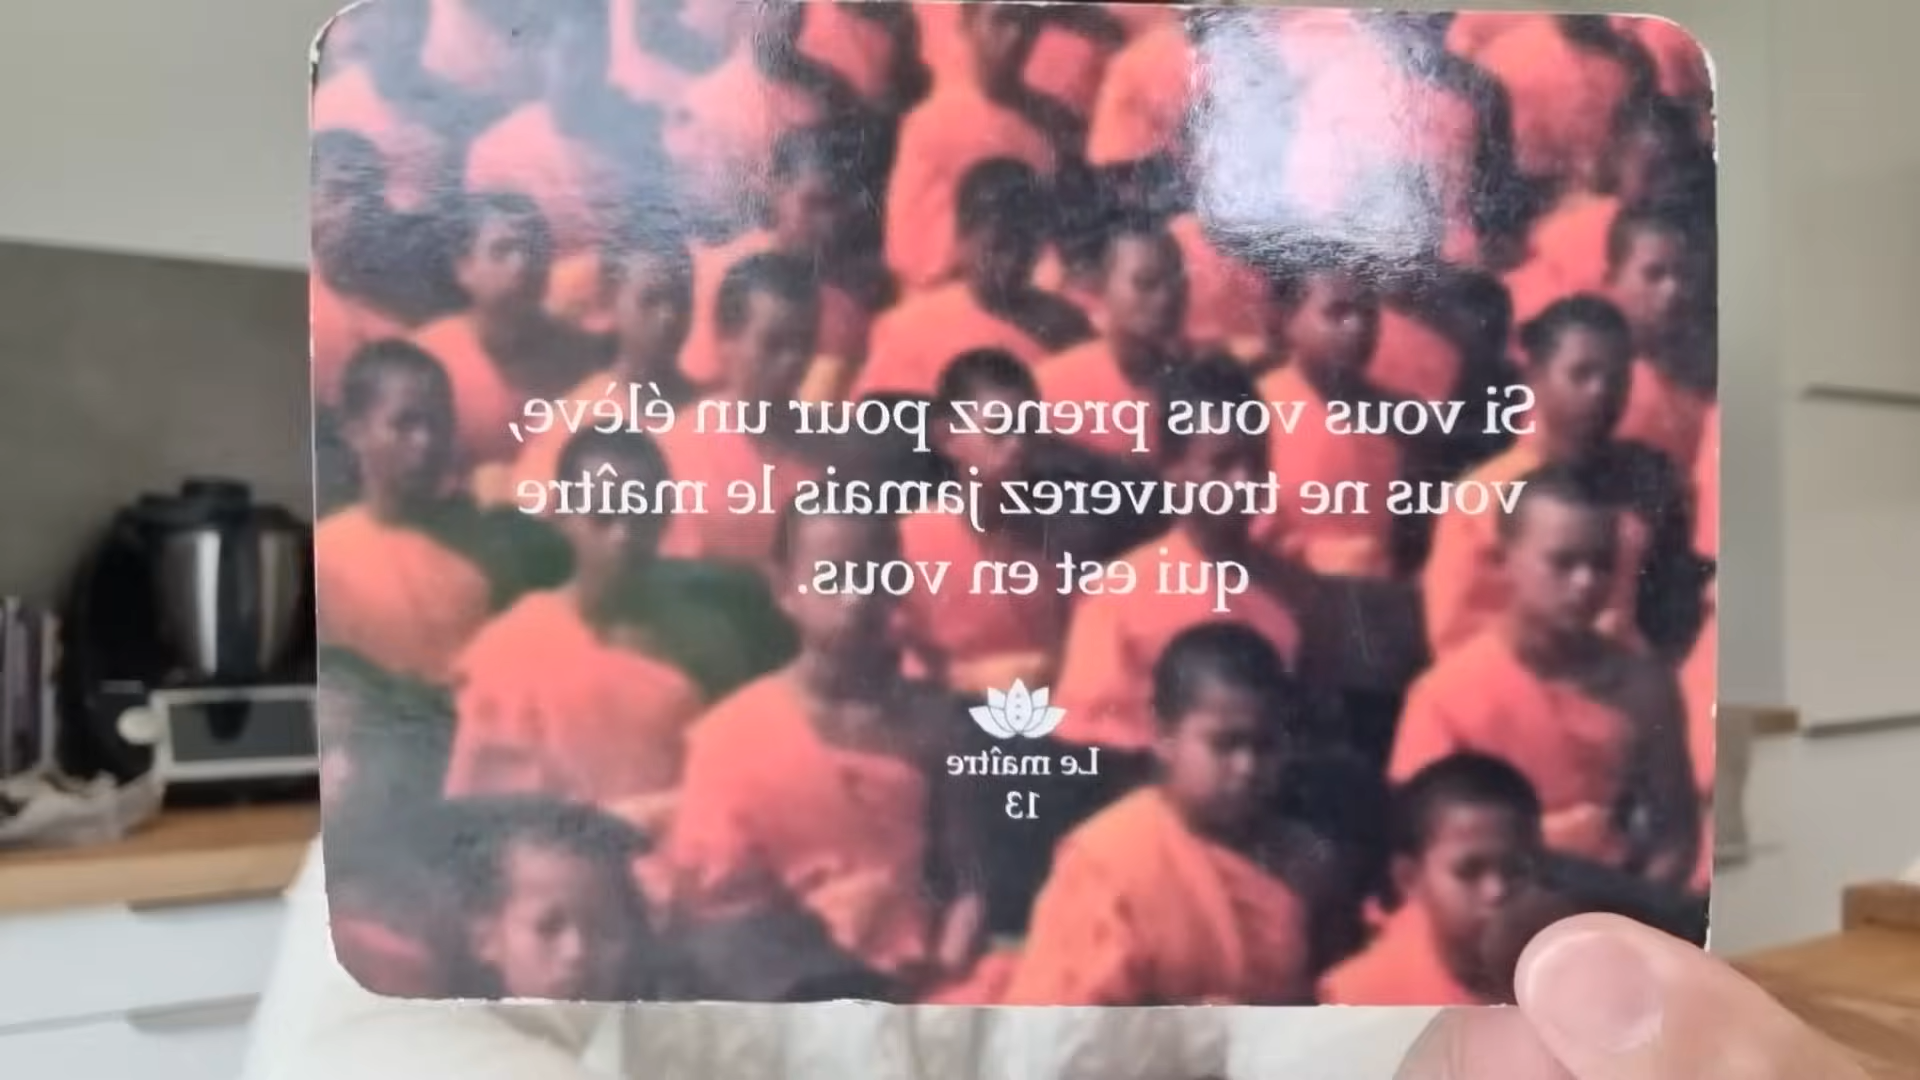 Si vous vous prenez pour un élève,
vous ne trouverez jamais le maître
qui est en vous.
Le maître
13